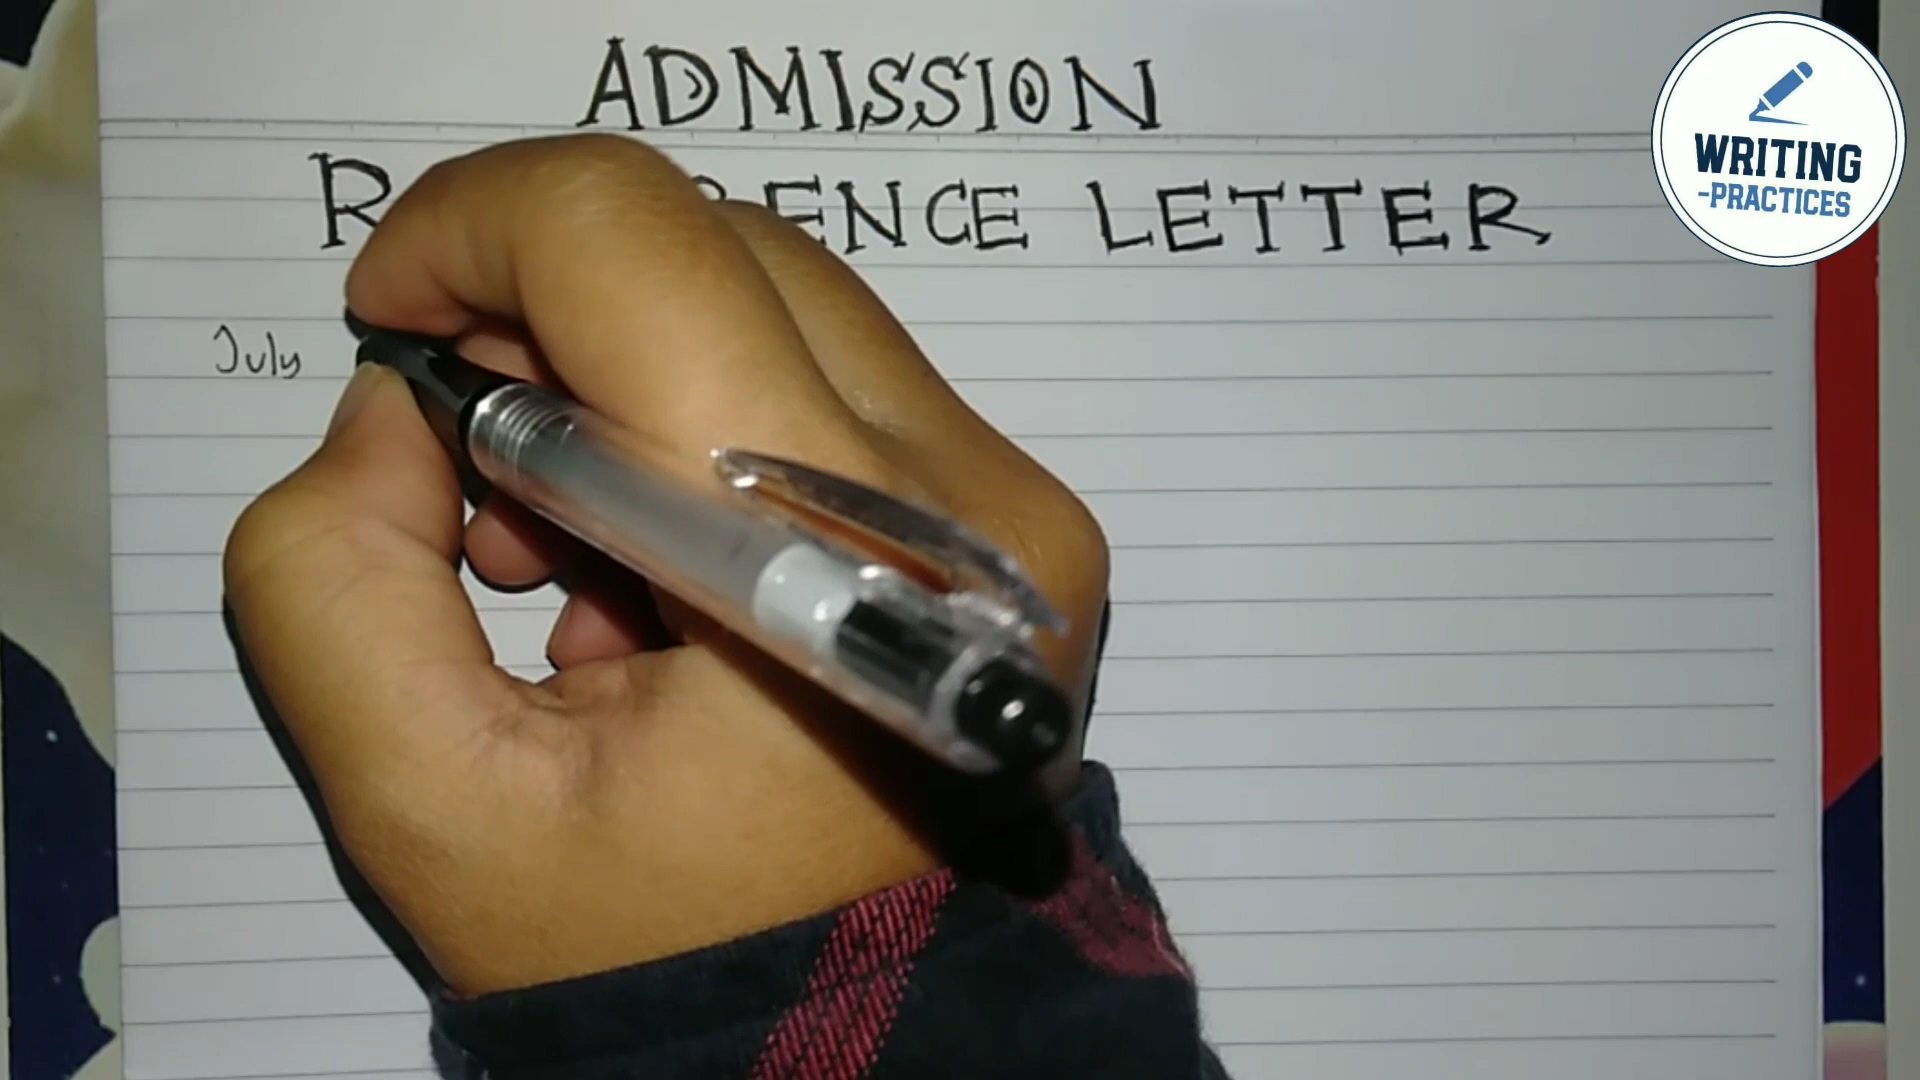 ADMISSION
R ENCE LETTER
July
WRITING
-PRACTICES